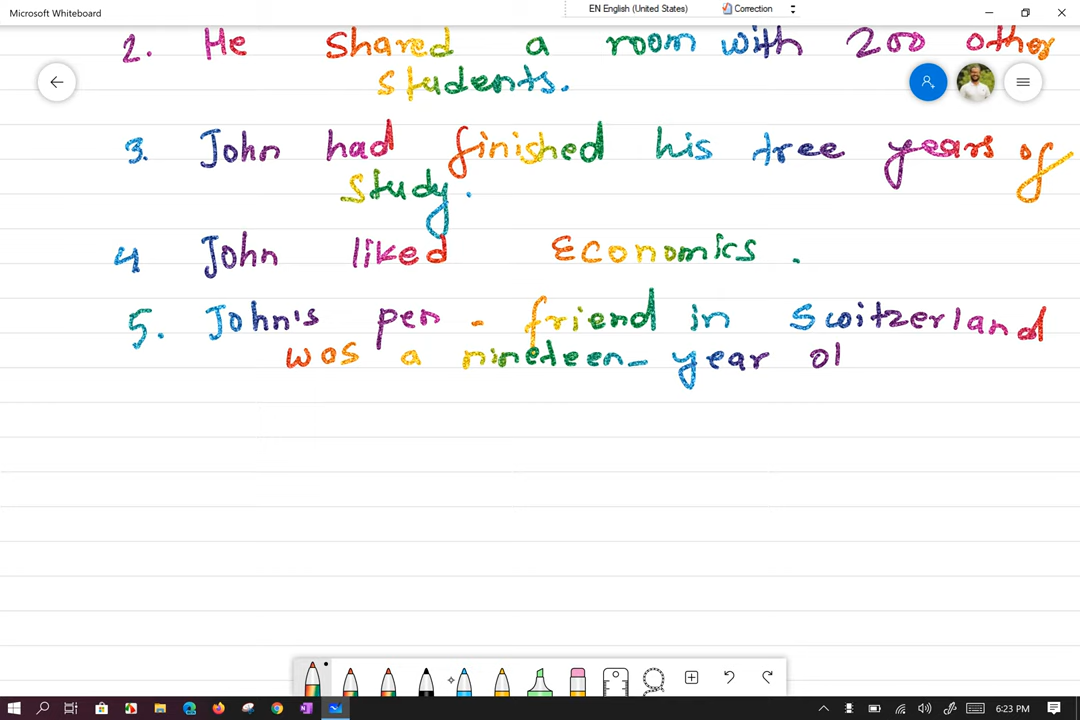 Microsoft Whiteboard
EN English (United States)
Correction
2. He shared a room with 200 other
students.
3. John had finished his tree years of
study.
4 John liked Economics.
5. John's pen - friend in Switzerland
was a nineteen- year ol
6:23 PM